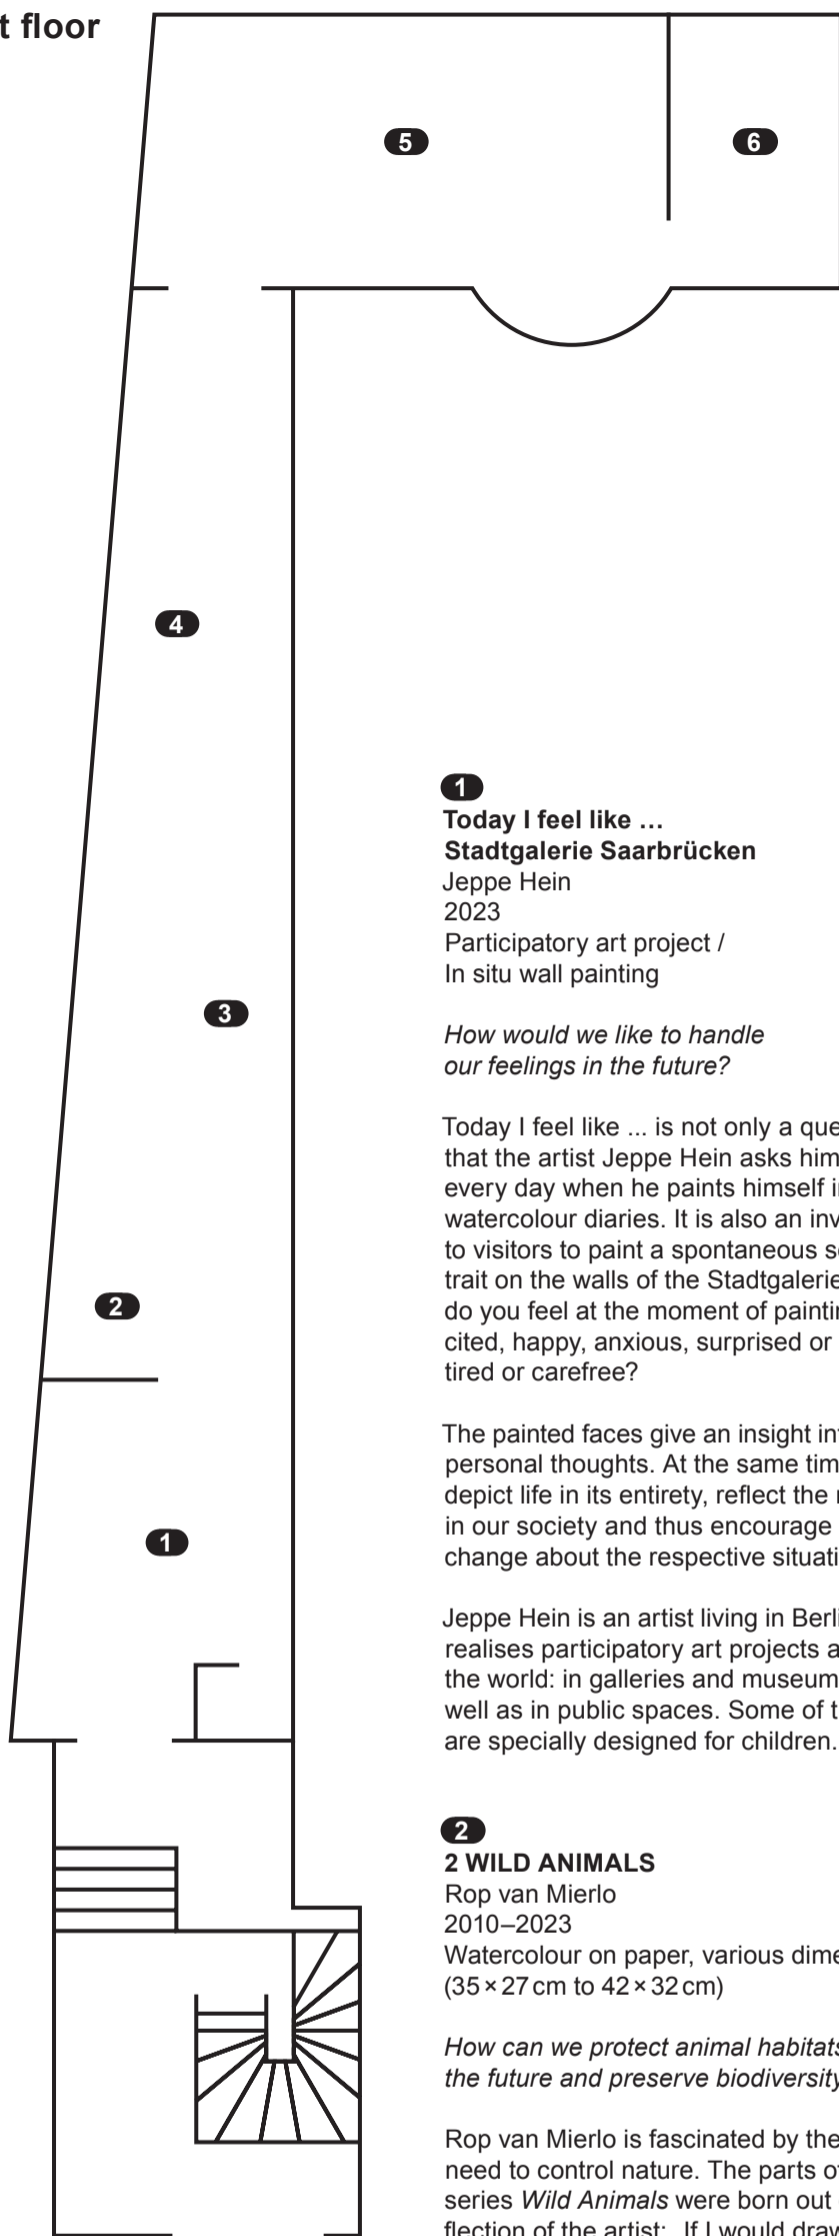 t floor
5
6
4
3
2
1
1
Today I feel like …
Stadtgalerie Saarbrücken
Jeppe Hein
2023
Participatory art project /
In situ wall painting
How would we like to handle
our feelings in the future?
Today I feel like ... is not only a que
that the artist Jeppe Hein asks him
every day when he paints himself i
watercolour diaries. It is also an inv
to visitors to paint a spontaneous s
trait on the walls of the Stadtgalerie
do you feel at the moment of paintin
cited, happy, anxious, surprised or
tired or carefree?
The painted faces give an insight int
personal thoughts. At the same tim
depict life in its entirety, reflect the
in our society and thus encourage
change about the respective situati
Jeppe Hein is an artist living in Berli
realises participatory art projects a
the world: in galleries and museum
well as in public spaces. Some of t
are specially designed for children.
2
2 WILD ANIMALS
Rop van Mierlo
2010–2023
Watercolour on paper, various dime
(35 × 27 cm to 42 × 32 cm)
How can we protect animal habitats
the future and preserve biodiversity
Rop van Mierlo is fascinated by the
need to control nature. The parts o
series Wild Animals were born out
flection of the artist: „If I would draw